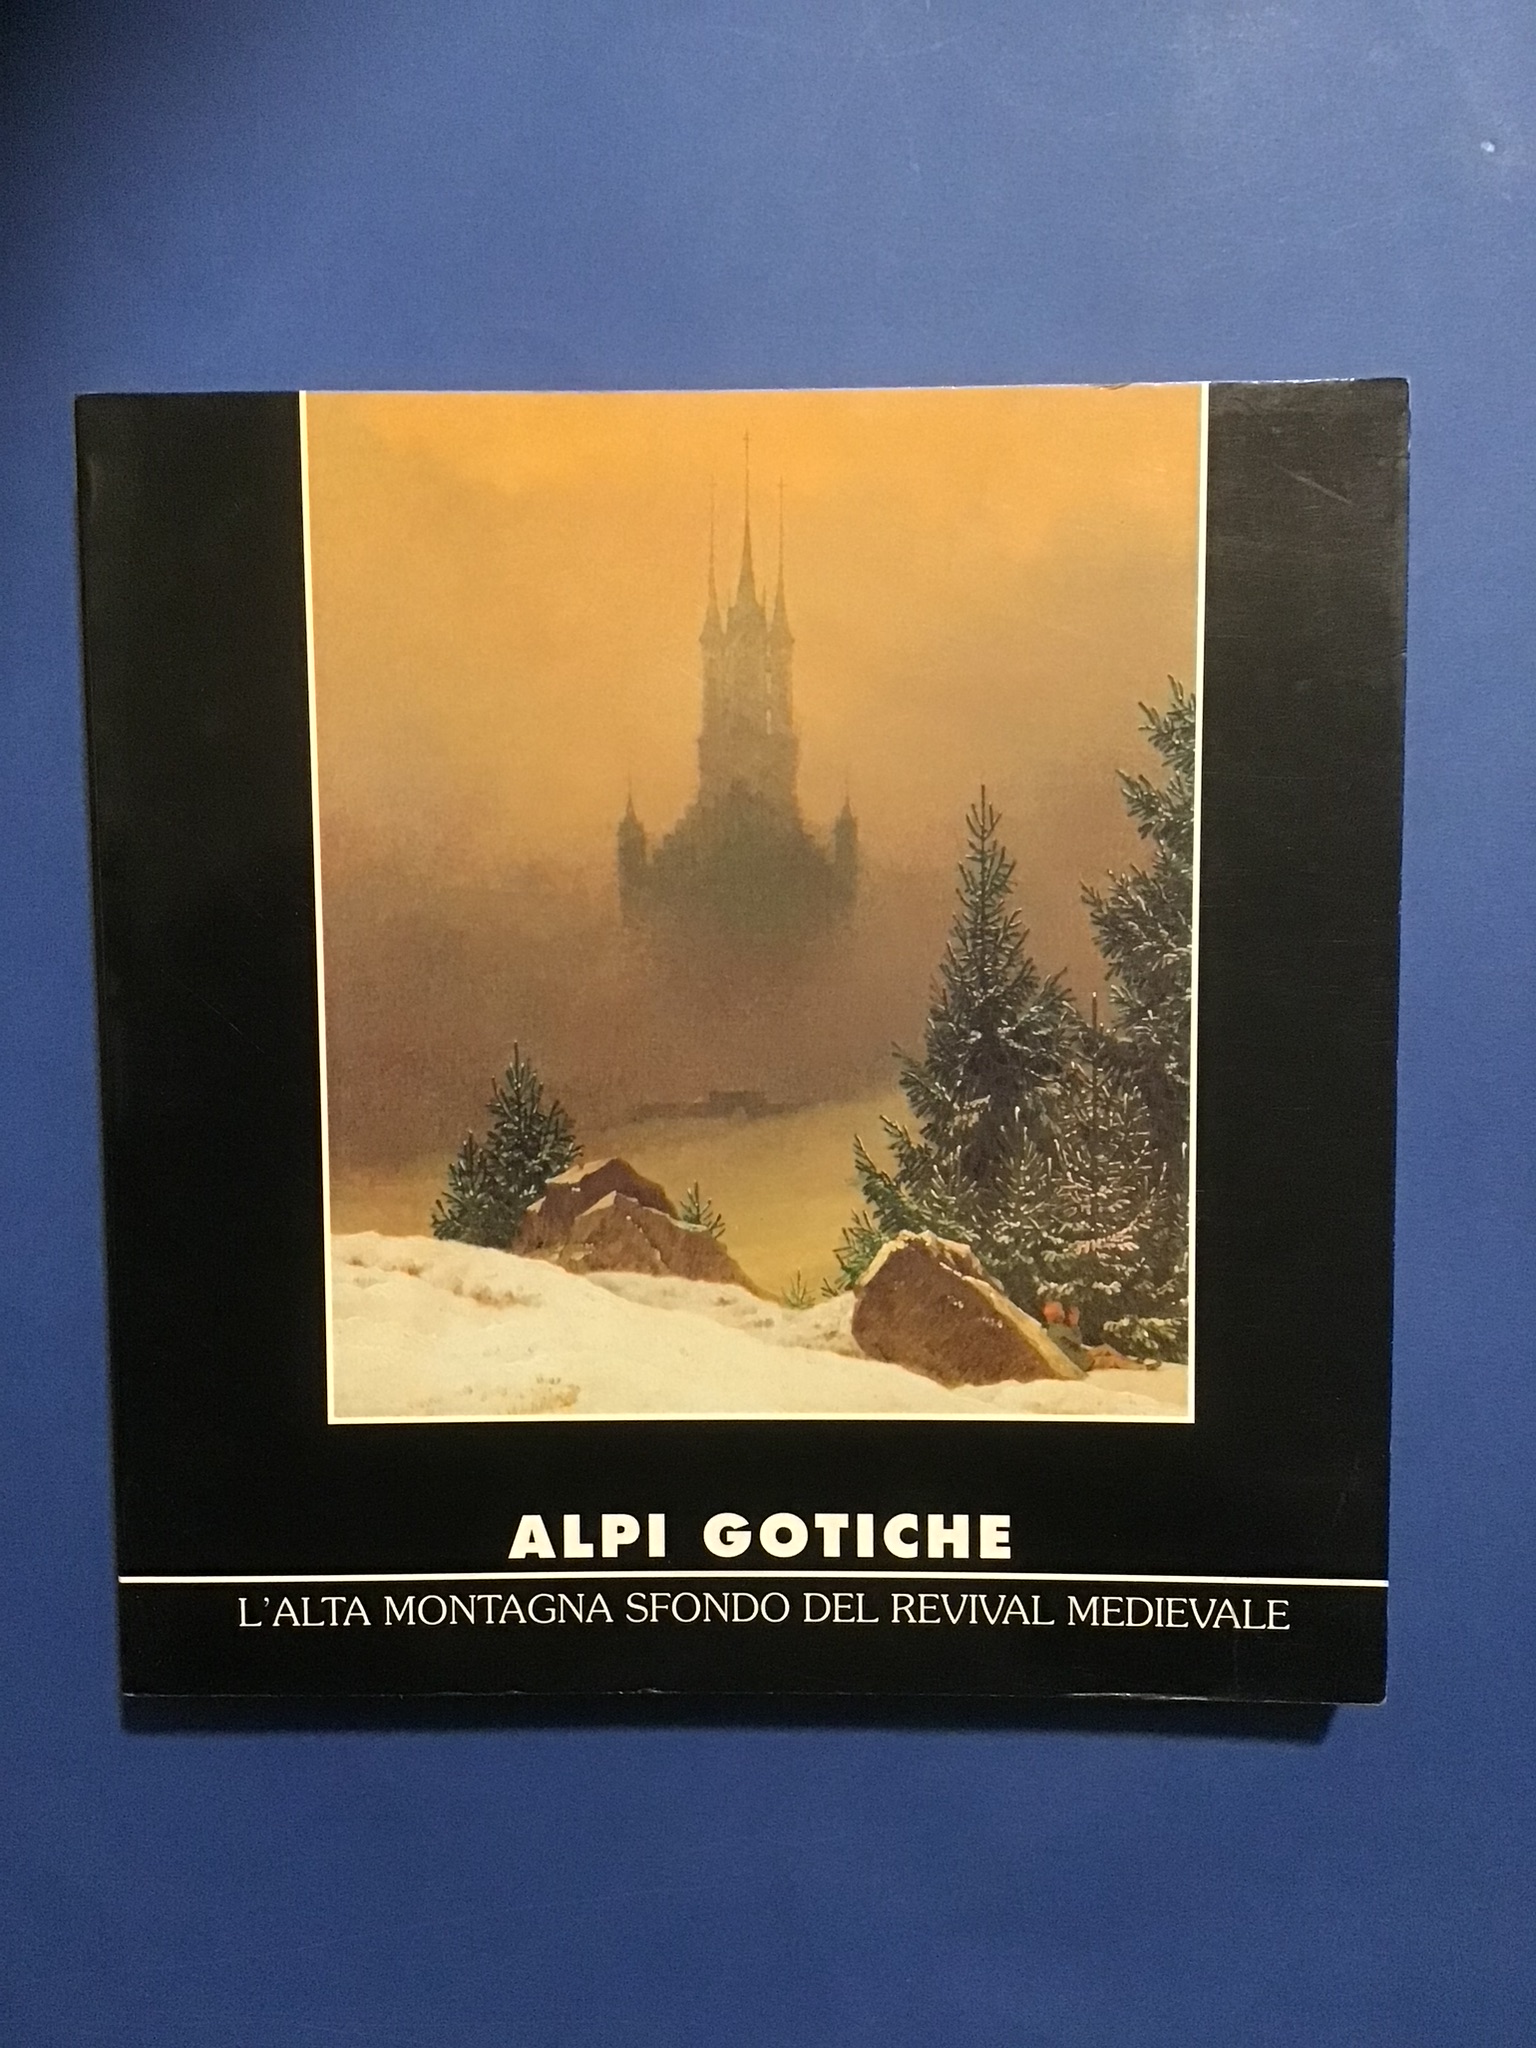 ALPI GOTICHE
L'ALTA MONTAGNA SFONDO DEL REVIVAL MEDIEVALE